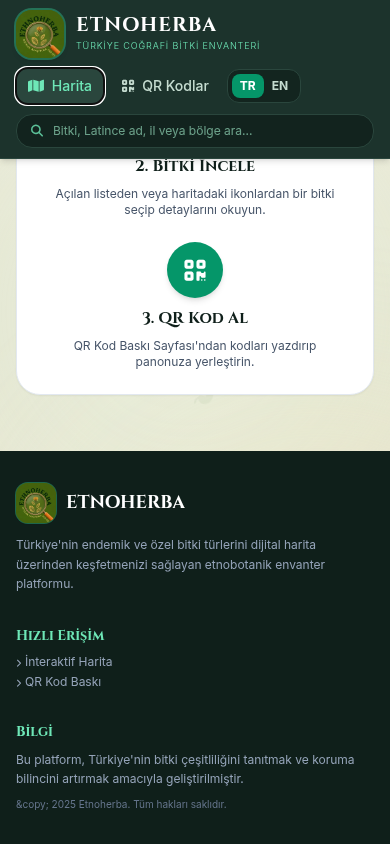 ETNOHERBA
TÜRKİYE COĞRAFİ BİTKİ ENVANTERİ
Harita
QR Kodlar
TR
EN
Bitki, Latince ad, il veya bölge ara...
2. Bitki İncele
Açılan listeden veya haritadaki ikonlardan bir bitki
seçip detaylarını okuyun.
3. QR Kod Al
QR Kod Baskı Sayfası'ndan kodları yazdırıp
panonuza yerleştirin.
ETNOHERBA
Türkiye'nin endemik ve özel bitki türlerini dijital harita
üzerinden keşfetmenizi sağlayan etnobotanik envanter
platformu.
Hızlı Erişim
İnteraktif Harita
QR Kod Baskı
Bilgi
Bu platform, Türkiye'nin bitki çeşitliliğini tanıtmak ve koruma
bilincini artırmak amacıyla geliştirilmiştir.
&copy; 2025 Etnoherba. Tüm hakları saklıdır.